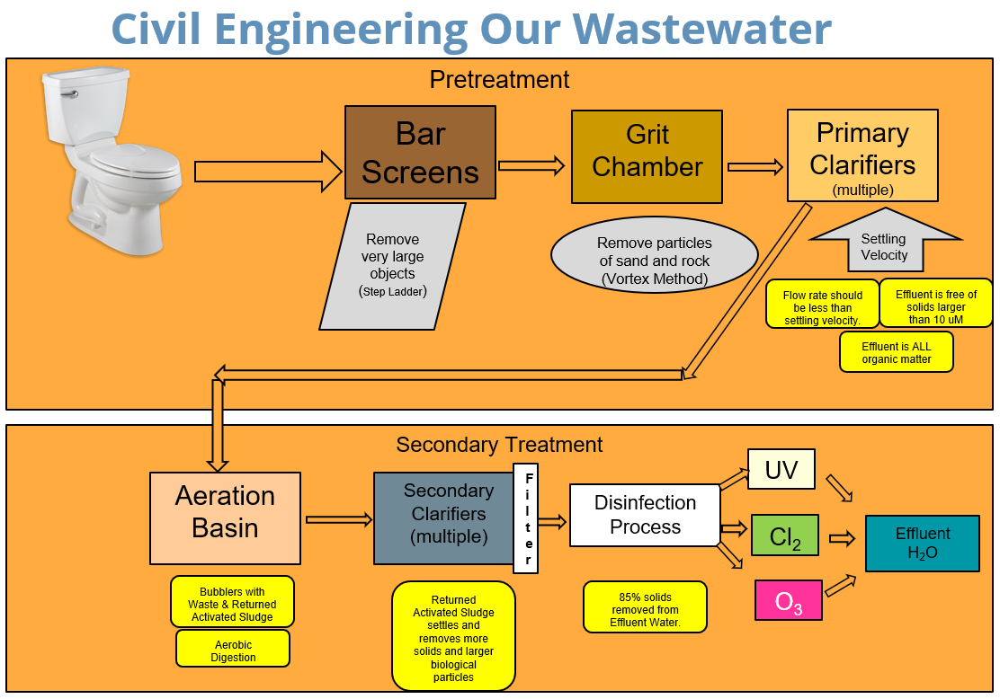 Civil Engineering Our Wastewater
Pretreatment
Bar
Screens
Grit
Chamber
Primary
Clarifiers
(multiple)
Remove
very large
objects
(Step Ladder)
Remove particles
of sand and rock
(Vortex Method)
Settling
Velocity
Flow rate should
be less than
settling velocity.
Effluent is free of
solids larger
than 10 uM
Effluent is ALL
organic matter
Secondary Treatment
Aeration
Basin
Secondary
Clarifiers
(multiple)
F
i
l
t
e
r
Disinfection
Process
UV
Cl2
O3
Effluent
H2O
Bubblers with
Waste & Returned
Activated Sludge
Aerobic
Digestion
Returned
Activated Sludge
settles and
removes more
solids and larger
biological
particles
85% solids
removed from
Effluent Water.